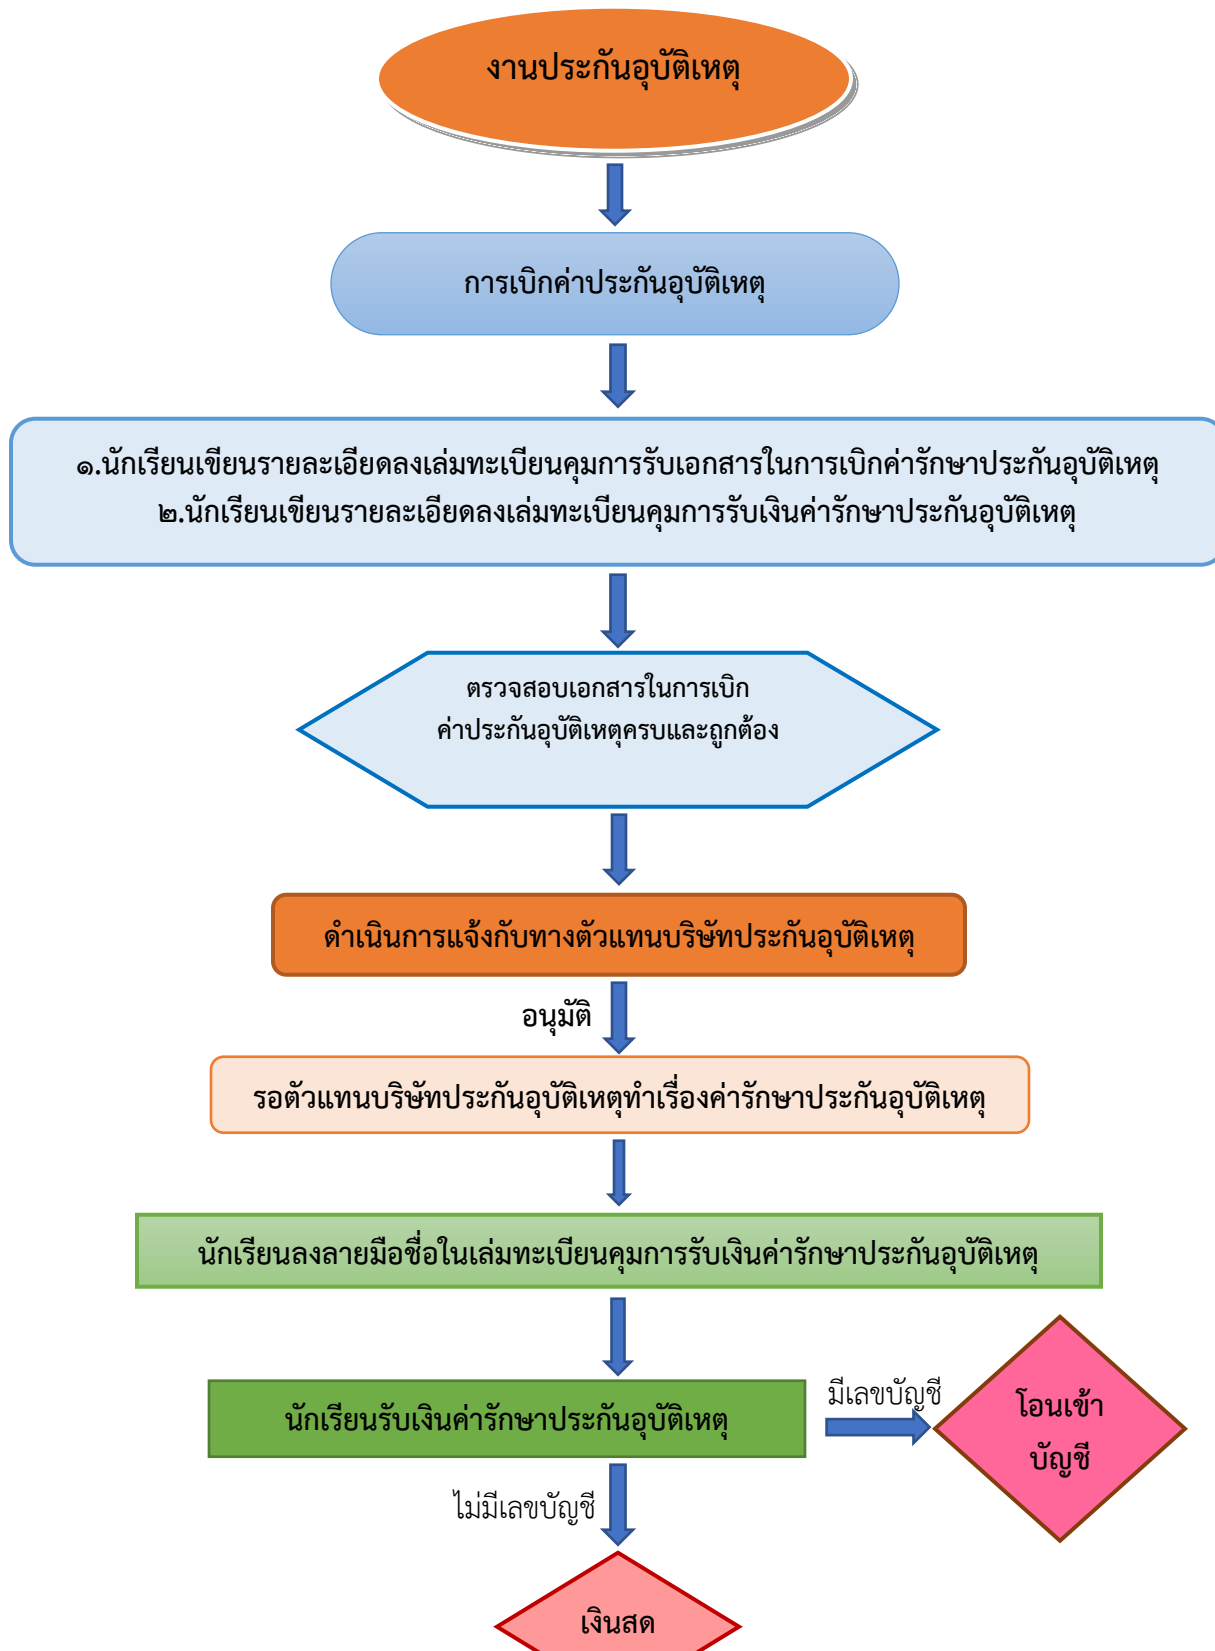 งานประกันอุบัติเหตุ
การเบิกค่าประกันอุบัติเหตุ
๑.นักเรียนเขียนรายละเอียดลงเล่มทะเบียนคุมการรับเอกสารในการเบิกค่ารักษาประกันอุบัติเหตุ
๒.นักเรียนเขียนรายละเอียดลงเล่มทะเบียนคุมการรับเงินค่ารักษาประกันอุบัติเหตุ
ตรวจสอบเอกสารในการเบิก
ค่าประกันอุบัติเหตุครบและถูกต้อง
ดำเนินการแจ้งกับทางตัวแทนบริษัทประกันอุบัติเหตุ
อนุมัติ
รอตัวแทนบริษัทประกันอุบัติเหตุทำเรื่องค่ารักษาประกันอุบัติเหตุ
นักเรียนลงลายมือชื่อในเล่มทะเบียนคุมการรับเงินค่ารักษาประกันอุบัติเหตุ
นักเรียนรับเงินค่ารักษาประกันอุบัติเหตุ
มีเลขบัญชี
โอนเข้า
บัญชี
ไม่มีเลขบัญชี
เงินสด